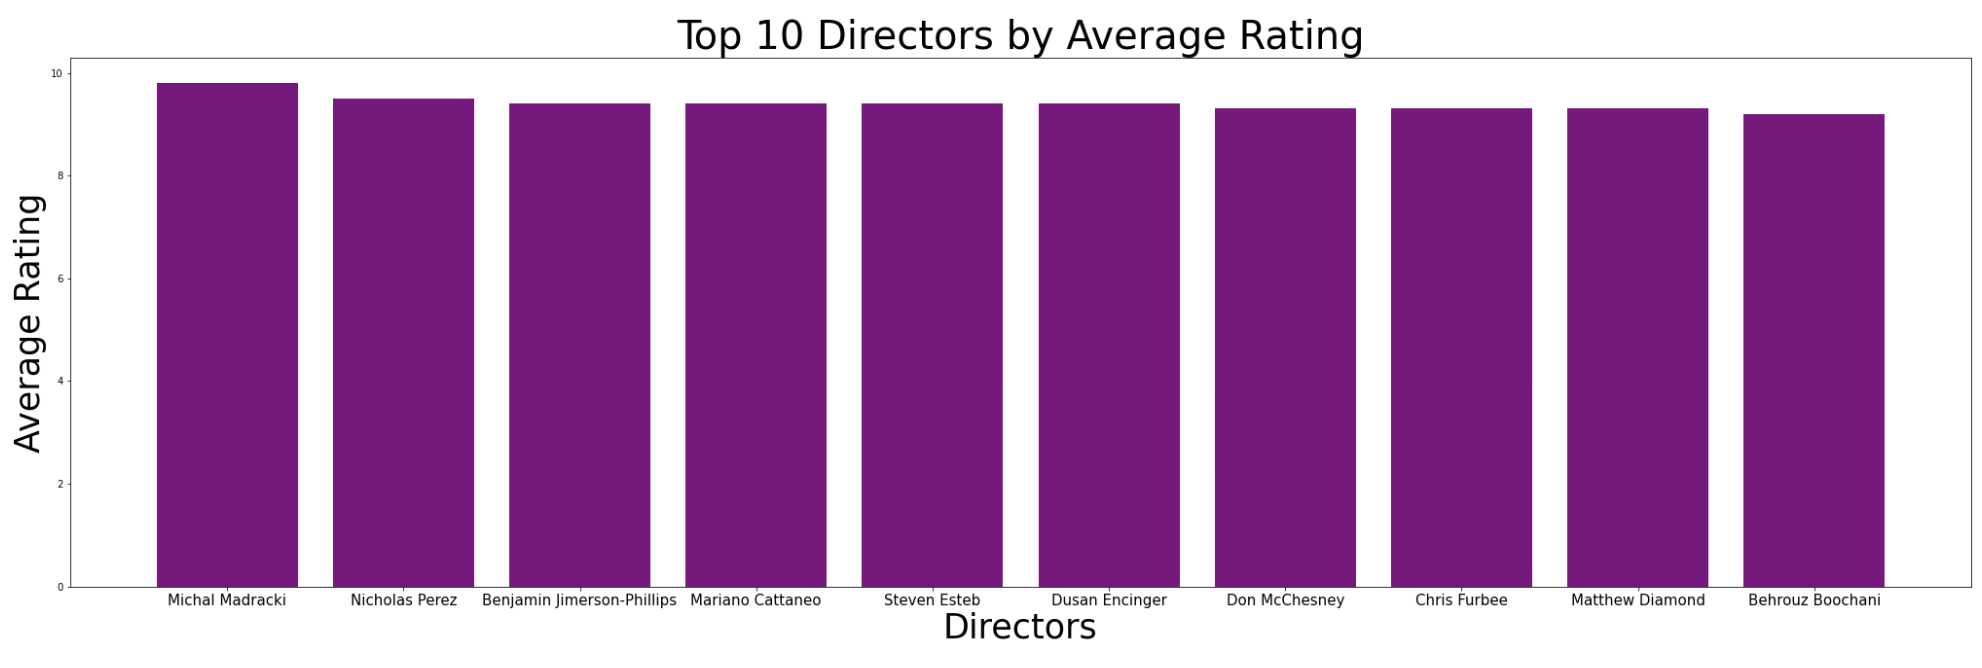 Top 10 Directors by Average Rating
Average Rating
10
8
6
4
2
0
Michal Madracki Nicholas Perez Benjamin Jimerson-Phillips Mariano Cattaneo Steven Esteb Dusan Encinger Don McChesney Chris Furbee Matthew Diamond Behrouz Boochani
Directors